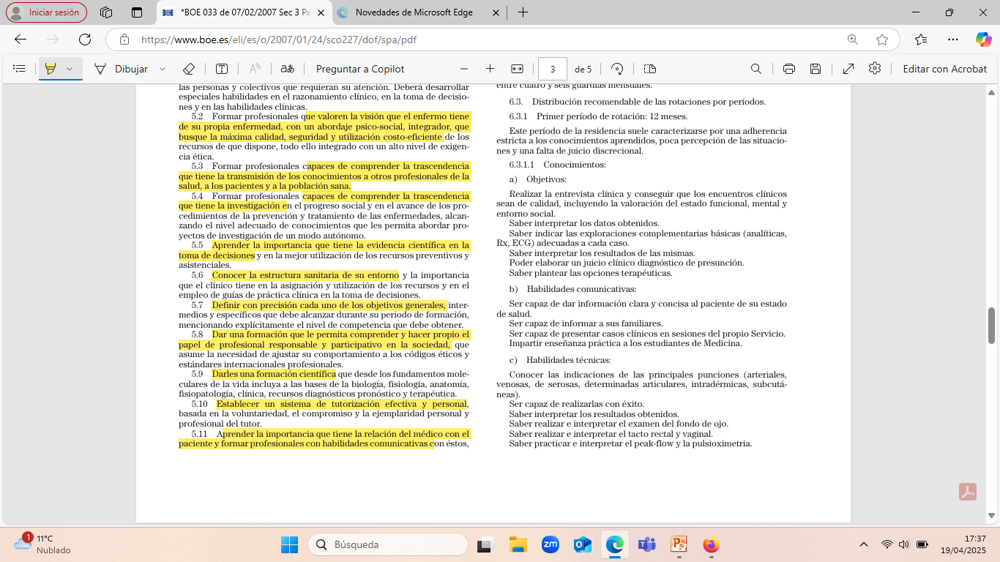 Iniciar sesión
*BOE 033 de 07/02/2007 Sec 3 Pa
Novedades de Microsoft Edge
https://www.boe.es/eli/es/o/2007/01/24/sco227/dof/spa/pdf
Dibujar
Preguntar a Copilot
3 de 5
Editar con Acrobat
las personas y colectivos que requieran su atención. Deberá desarrollar
especiales habilidades en el razonamiento clínico, en la toma de decisio-
nes y en las habilidades clínicas.
5.2 Formar profesionales que valoren la visión que el enfermo tiene
de su propia enfermedad, con un abordaje psico-social, integrador, que
busque la máxima calidad, seguridad y utilización costo-eficiente de los
recursos de que dispone, todo ello integrado con un alto nivel de exigen-
cia ética.
5.3 Formar profesionales capaces de comprender la trascendencia
que tiene la transmisión de los conocimientos a otros profesionales de la
salud, a los pacientes y a la población sana.
5.4 Formar profesionales capaces de comprender la trascendencia
que tiene la investigación en el progreso social y en el avance de los pro-
cedimientos de la prevención y tratamiento de las enfermedades, alcan-
zando el nivel adecuado de conocimientos que les permita abordar pro-
yectos de investigación de un modo autónomo.
5.5 Aprender la importancia que tiene la evidencia científica en la
toma de decisiones y en la mejor utilización de los recursos preventivos y
asistenciales.
5.6 Conocer la estructura sanitaria de su entorno y la importancia
que el clínico tiene en la asignación y utilización de los recursos y en el
empleo de guías de práctica clínica en la toma de decisiones.
5.7 Definir con precisión cada uno de los objetivos generales, inter-
medios y específicos que debe alcanzar durante su periodo de formación,
mencionando explícitamente el nivel de competencia que debe obtener.
5.8 Dar una formación que le permita comprender y hacer propio el
papel de profesional responsable y participativo en la sociedad, que
asume la necesidad de ajustar su comportamiento a los códigos éticos y
estándares internacionales profesionales.
5.9 Darles una formación científica que desde los fundamentos mole-
culares de la vida incluya a las bases de la biología, fisiología, anatomía,
fisiopatología, clínica, recursos diagnósticos pronóstico y terapéutica.
5.10 Establecer un sistema de tutorización efectiva y personal,
basada en la voluntariedad, el compromiso y la ejemplaridad personal y
profesional del tutor.
5.11 Aprender la importancia que tiene la relación del médico con el
paciente y formar profesionales con habilidades comunicativas con éstos,
entre cuatro y seis guardias mensuales.
6.3. Distribución recomendable de las rotaciones por períodos.
6.3.1 Primer período de rotación: 12 meses.
Este período de la residencia suele caracterizarse por una adherencia
estricta a los conocimientos aprendidos, poca percepción de las situacio-
nes y una falta de juicio discrecional.
6.3.1.1 Conocimientos:
a) Objetivos:
Realizar la entrevista clínica y conseguir que los encuentros clínicos
sean de calidad, incluyendo la valoración del estado funcional, mental y
entorno social.
Saber interpretar los datos obtenidos.
Saber indicar las exploraciones complementarias básicas (analíticas,
Rx, ECG) adecuadas a cada caso.
Saber interpretar los resultados de las mismas.
Poder elaborar un juicio clínico diagnóstico de presunción.
Saber plantear las opciones terapéuticas.
b) Habilidades comunicativas:
Ser capaz de dar información clara y concisa al paciente de su estado
de salud.
Ser capaz de informar a sus familiares.
Ser capaz de presentar casos clínicos en sesiones del propio Servicio.
Impartir enseñanza práctica a los estudiantes de Medicina.
c) Habilidades técnicas:
Conocer las indicaciones de las principales punciones (arteriales,
venosas, de serosas, determinadas articulares, intradérmicas, subcutá-
neas).
Ser capaz de realizarlas con éxito.
Saber interpretar los resultados obtenidos.
Saber realizar e interpretar el examen del fondo de ojo.
Saber realizar e interpretar el tacto rectal y vaginal.
Saber practicar e interpretar el peak-flow y la pulsioximetria.
1
11°C
Nublado
Búsqueda
zm
17:37
19/04/2025